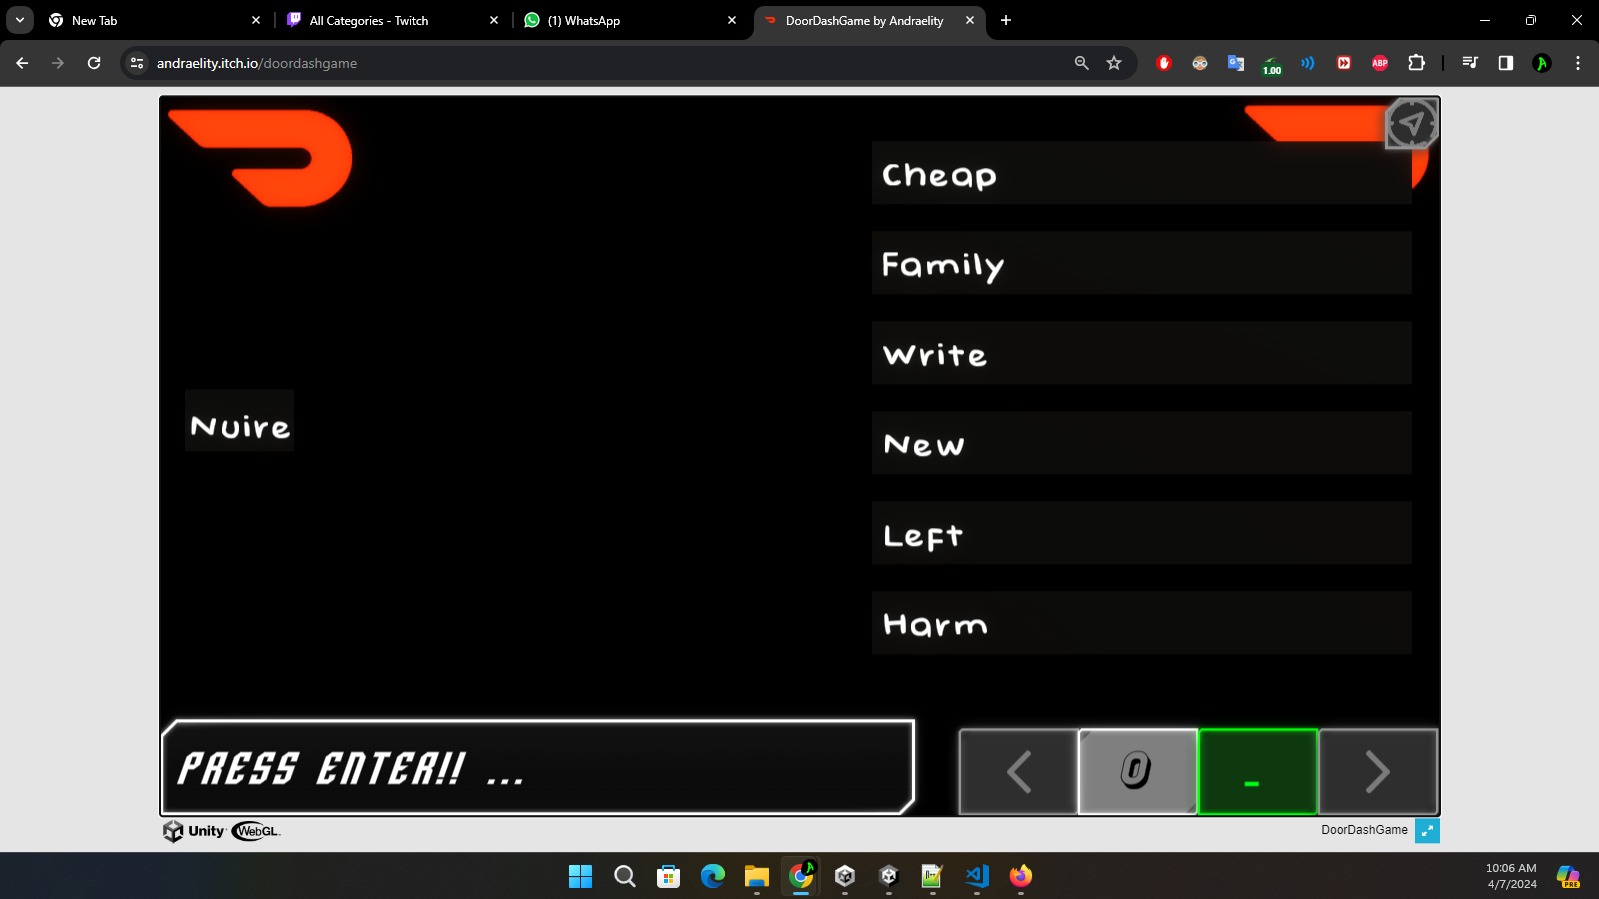 New Tab
All Categories - Twitch
(1) WhatsApp
DoorDashGame by Andraelity
andraelity.itch.io/doordashgame
1.00
ABP
Cheap
Family
Write
New
Left
Harm
Nuire
PRESS ENTER!! ...
0
_
Unity
WebGL
DoorDashGame
10:06 AM
4/7/2024
PRE